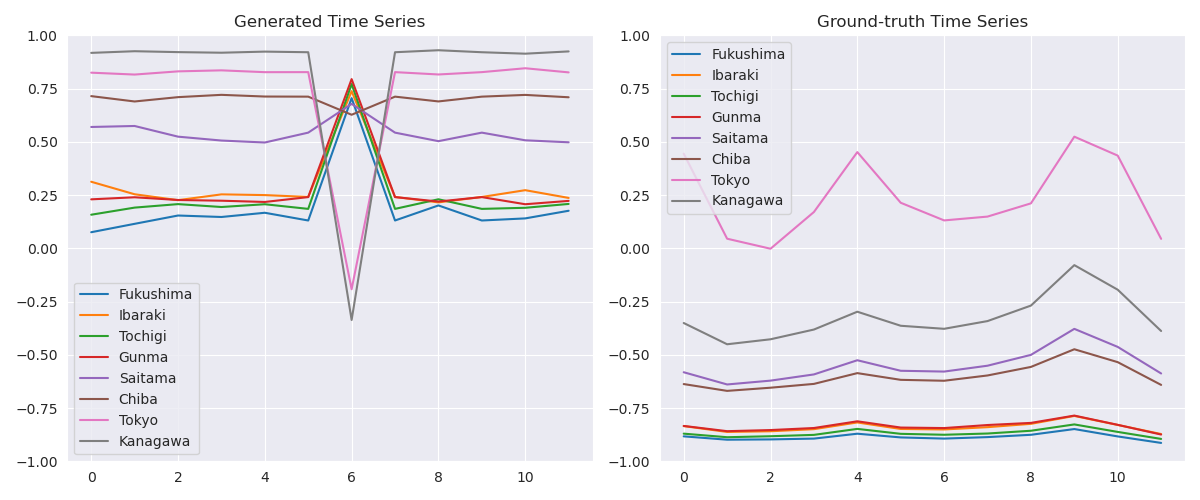 Generated Time Series
1.00
0.75
0.50
0.25
0.00
−0.25
−0.50
−0.75
−1.00
Fukushima
Ibaraki
Tochigi
Gunma
Saitama
Chiba
Tokyo
Kanagawa
0 2 4 6 8 10
Ground-truth Time Series
1.00
0.75
0.50
0.25
0.00
−0.25
−0.50
−0.75
−1.00
Fukushima
Ibaraki
Tochigi
Gunma
Saitama
Chiba
Tokyo
Kanagawa
0 2 4 6 8 10